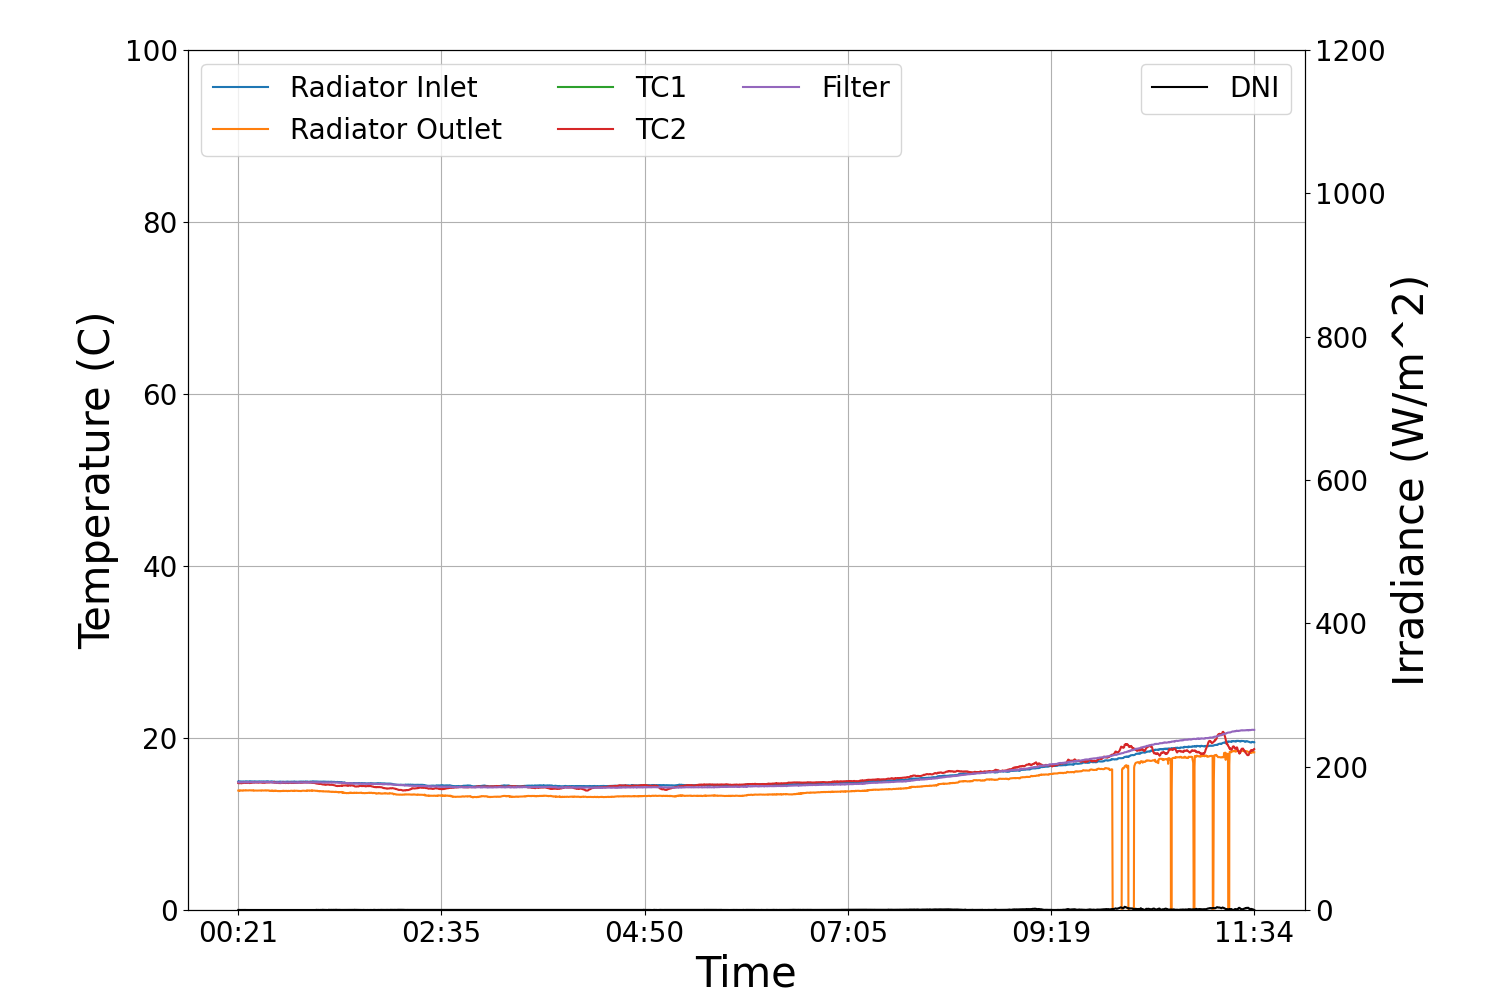 100
80
60
40
20
0
Temperature (C)
Radiator Inlet
Radiator Outlet
TC1
TC2
Filter
DNI
1200
1000
800
600
400
200
0
Irradiance (W/m^2)
00:21 02:35 04:50 07:05 09:19 11:34
Time